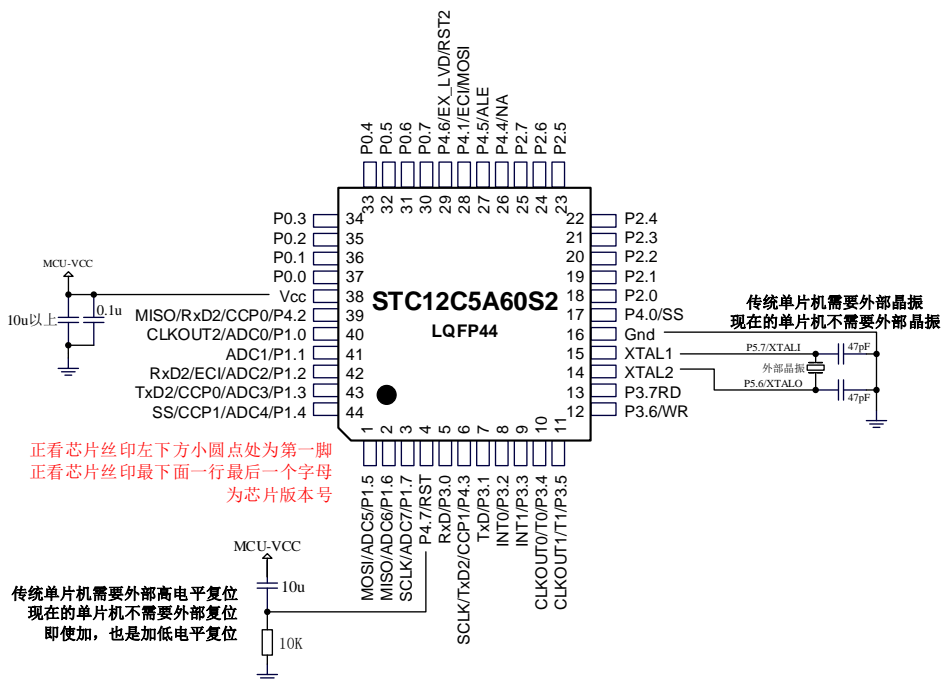 P0.4
P0.5
P0.6
P0.7
P4.6/EX_LVD/RST2
P4.1/ECI/MOSI
P4.5/ALE
P4.4/NA
P2.7
P2.6
P2.5
33
32
31
30
29
28
27
26
25
24
23
P0.3 34
P0.2 35
P0.1 36
P0.0 37
Vcc 38
MISO/RxD2/CCP0/P4.2 39
CLKOUT2/ADC0/P1.0 40
ADC1/P1.1 41
RxD2/ECI/ADC2/P1.2 42
TxD2/CCP0/ADC3/P1.3 43
SS/CCP1/ADC4/P1.4 44
22 P2.4
21 P2.3
20 P2.2
19 P2.1
18 P2.0
17 P4.0/SS
16 Gnd
15 XTAL1
14 XTAL2
13 P3.7RD
12 P3.6/WR
STC12C5A60S2
LQFP44
MCU-VCC
10u以上
0.1u
传统单片机需要外部晶振
现在的单片机不需要外部晶振
P5.7/XTALI
47pF
外部晶振
P5.6/XTALO
47pF
正看芯片丝印左下方小圆点处为第一脚
正看芯片丝印最下面一行最后一个字母
为芯片版本号
1
2
3
4
5
6
7
8
9
10
11
MOSI/ADC5/P1.5
MISO/ADC6/P1.6
SCLK/ADC7/P1.7
P4.7/RST
RxD/P3.0
SCLK/TxD2/CCP1/P4.3
TxD/P3.1
INT0/P3.2
INT1/P3.3
CLKOUT0/T0/P3.4
CLKOUT1/T1/P3.5
MCU-VCC
10u
传统单片机需要外部高电平复位
现在的单片机不需要外部复位
即使加，也是加低电平复位
10K